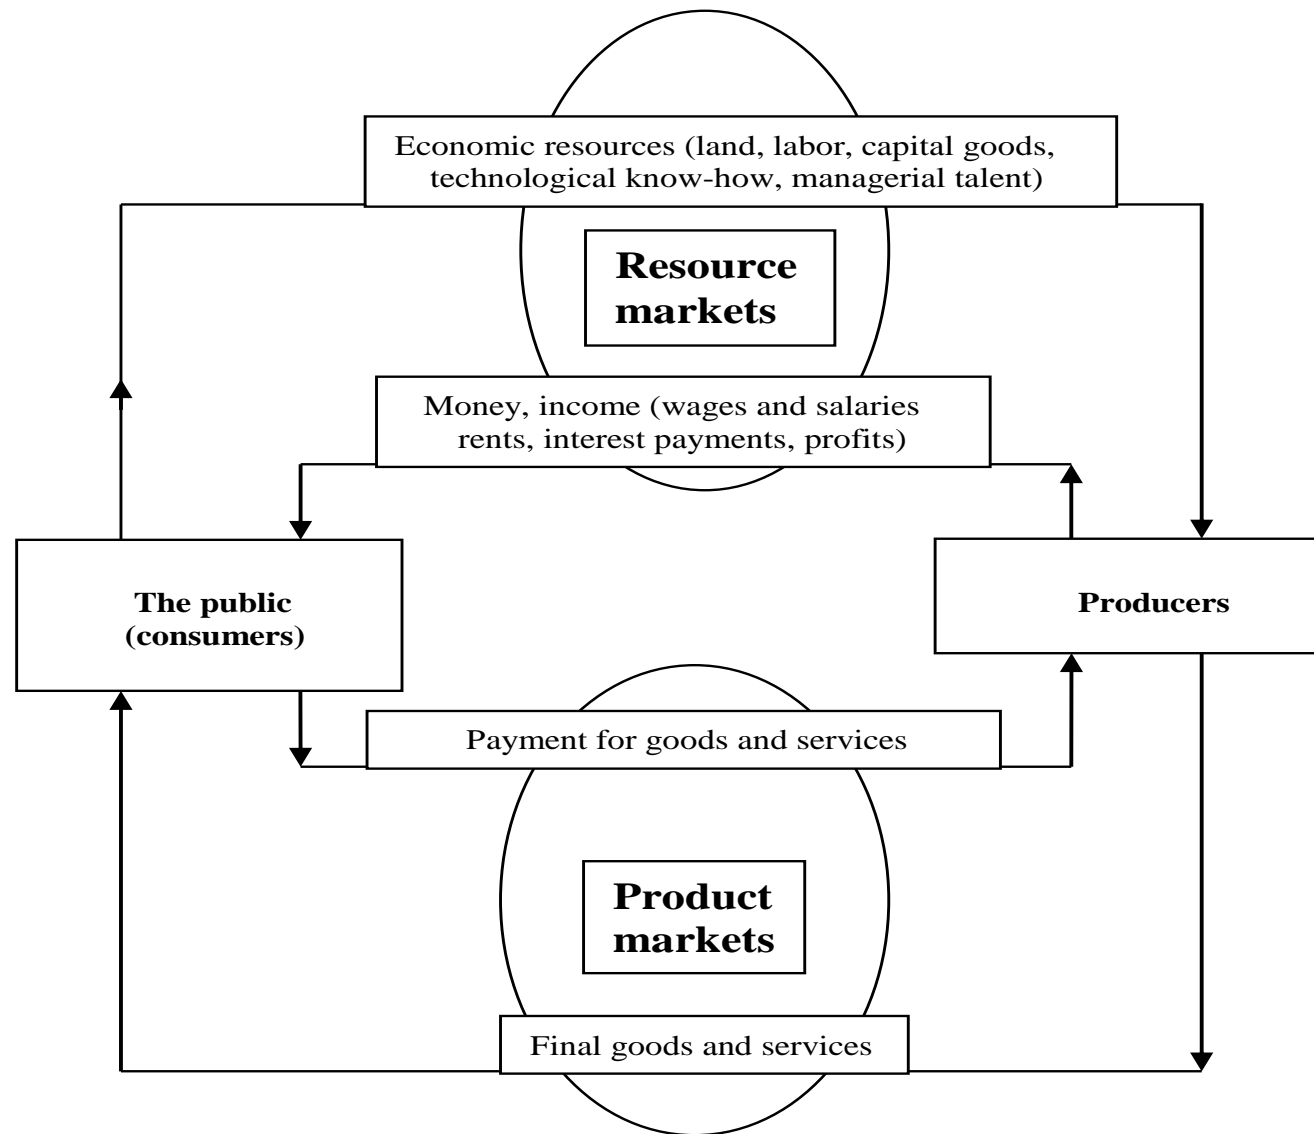 Economic resources (land, labor, capital goods,
technological know-how, managerial talent)
Resource
markets
Money, income (wages and salaries
rents, interest payments, profits)
The public
(consumers)
Producers
Payment for goods and services
Product
markets
Final goods and services